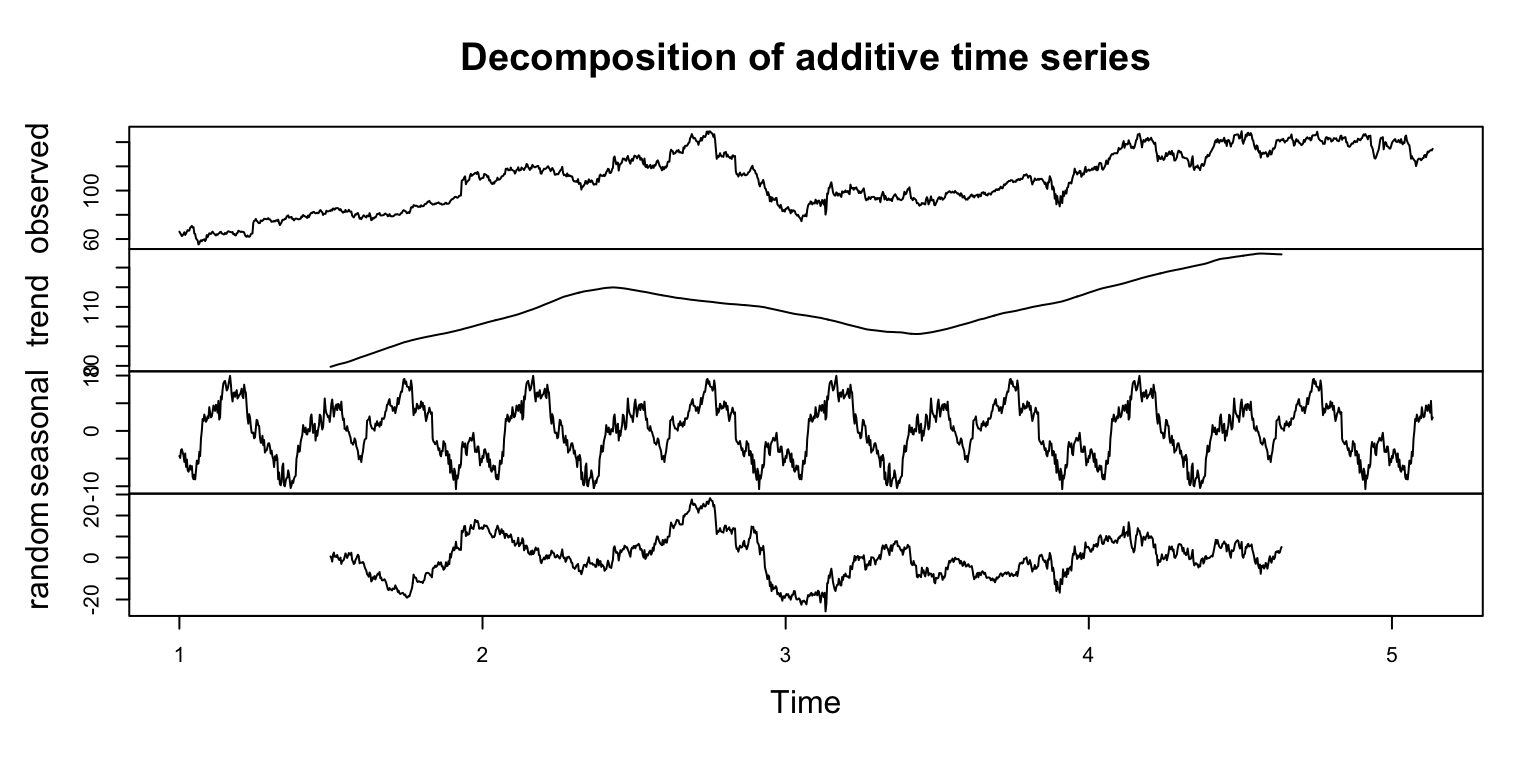 Decomposition of additive time series
observed
60
100
trend
80
110
seasonal
-10
0
10
random
-20
0
20
1 2 3 4 5
Time